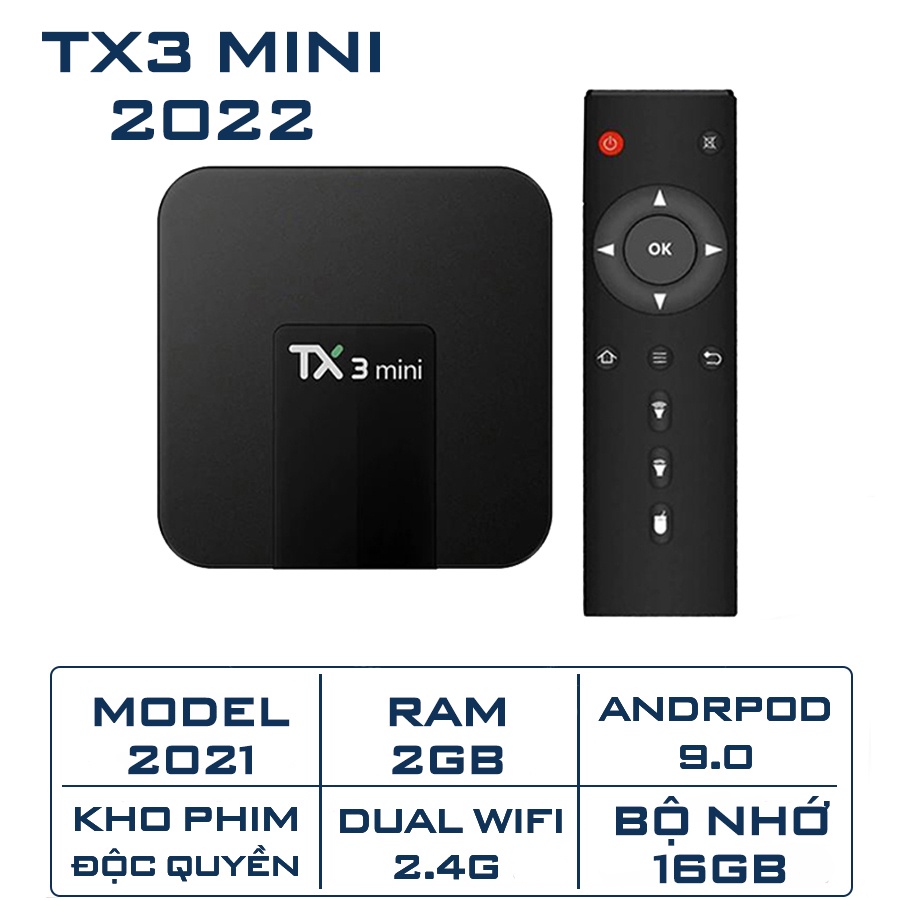 TX3 MINI
2022
TX 3 mini
OK
MODEL
2021
RAM
2GB
ANDRPOD
9.0
KHO PHIM
ĐỘC QUYỀN
DUAL WIFI
2.4G
BỘ NHỚ
16GB